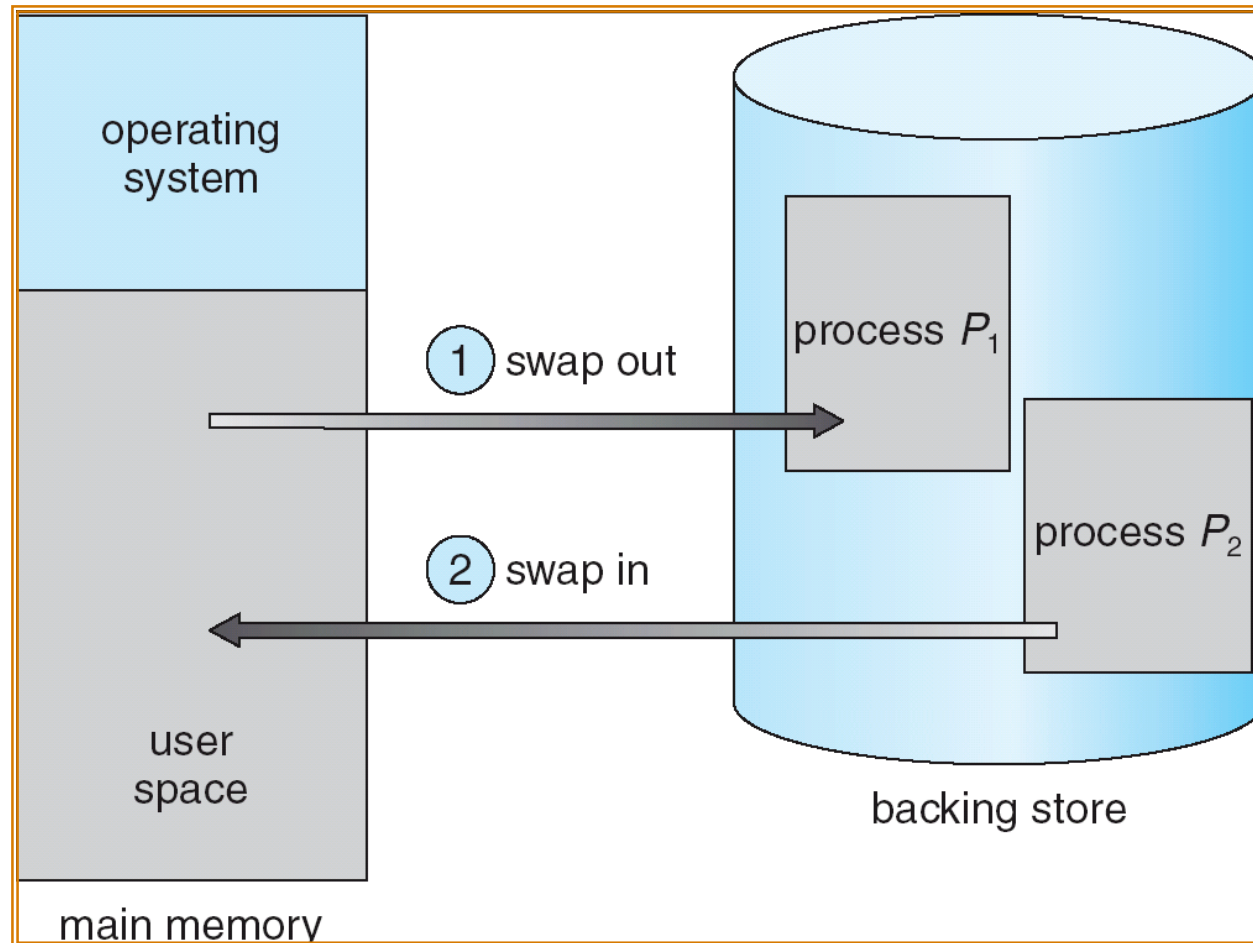 operating
system
process P₁
1 swap out
process P₂
2 swap in
user
space
backing store
main memory